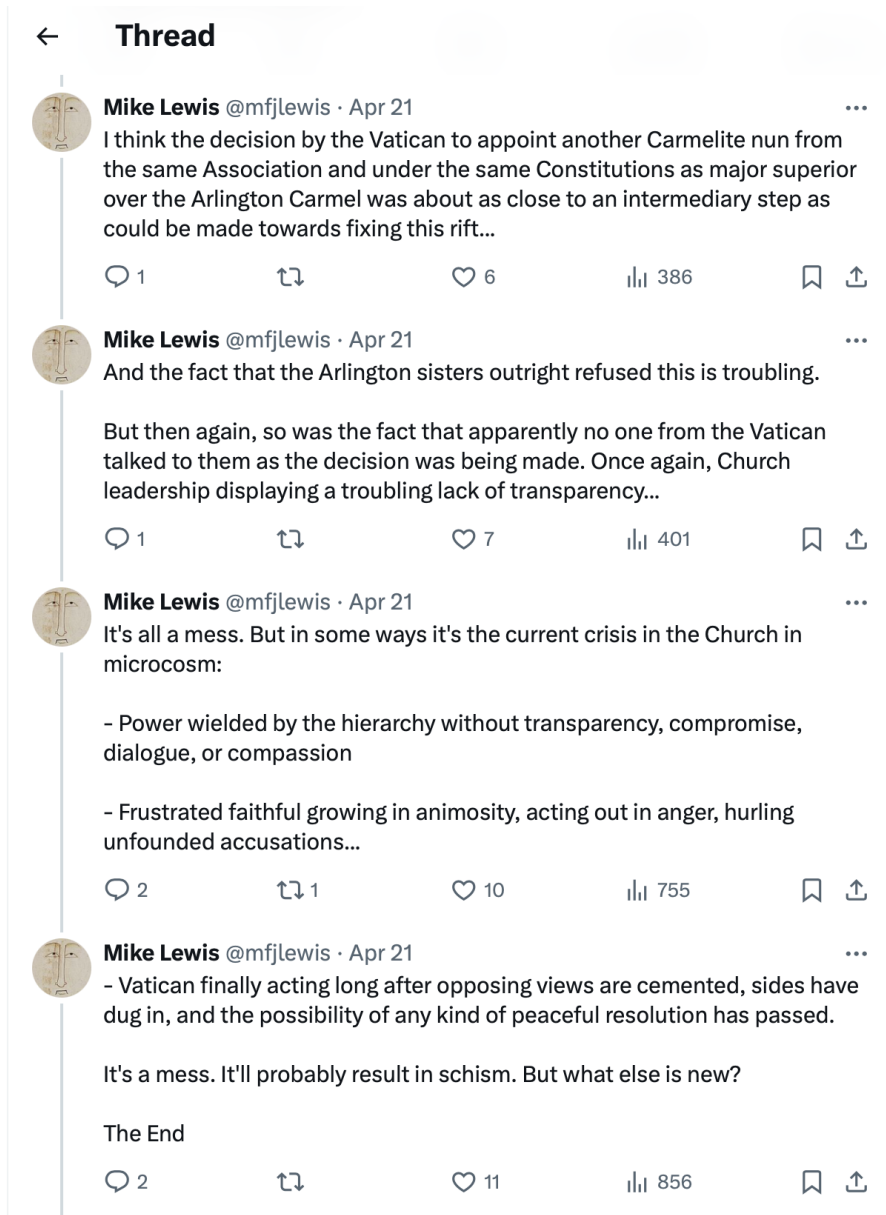 Thread
Mike Lewis @mfjlewis · Apr 21
I think the decision by the Vatican to appoint another Carmelite nun from
the same Association and under the same Constitutions as major superior
over the Arlington Carmel was about as close to an intermediary step as
could be made towards fixing this rift...
1 6 386
Mike Lewis @mfjlewis · Apr 21
And the fact that the Arlington sisters outright refused this is troubling.
But then again, so was the fact that apparently no one from the Vatican
talked to them as the decision was being made. Once again, Church
leadership displaying a troubling lack of transparency...
1 7 401
Mike Lewis @mfjlewis · Apr 21
It's all a mess. But in some ways it's the current crisis in the Church in
microcosm:
- Power wielded by the hierarchy without transparency, compromise,
dialogue, or compassion
- Frustrated faithful growing in animosity, acting out in anger, hurling
unfounded accusations...
2 1 10 755
Mike Lewis @mfjlewis · Apr 21
- Vatican finally acting long after opposing views are cemented, sides have
dug in, and the possibility of any kind of peaceful resolution has passed.
It's a mess. It'll probably result in schism. But what else is new?
The End
2 11 856